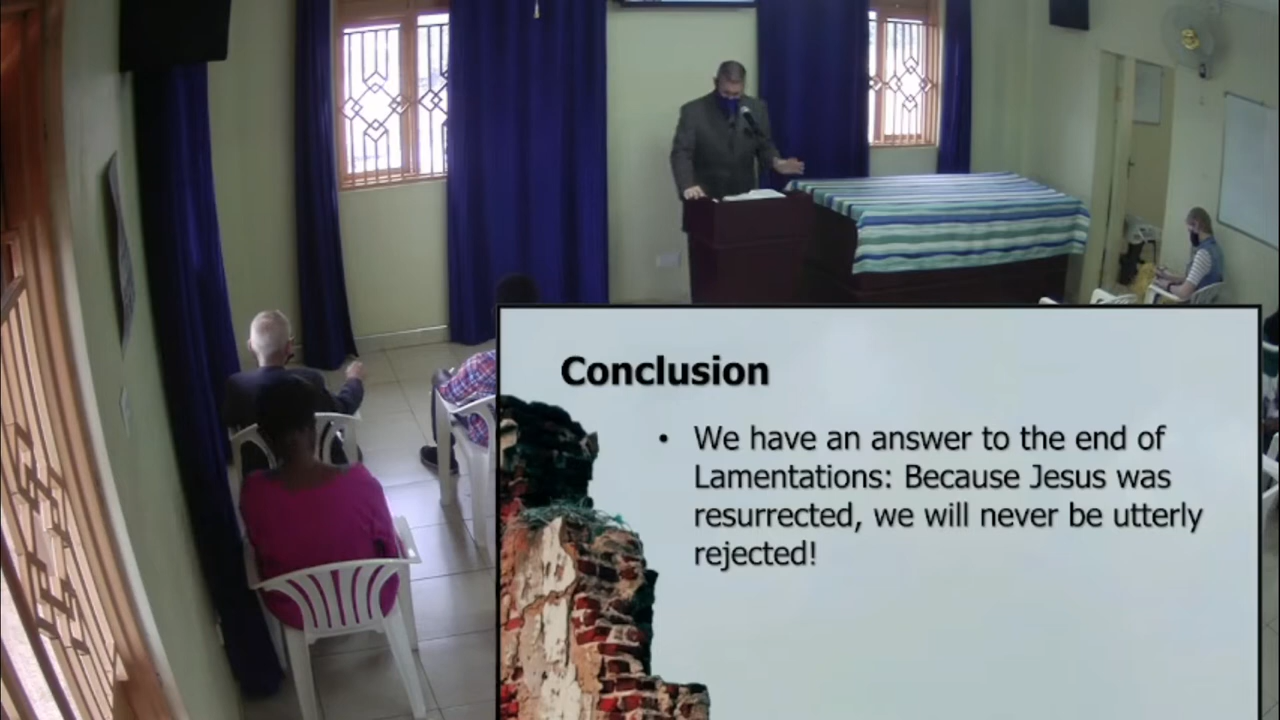 Conclusion
• We have an answer to the end of
Lamentations: Because Jesus was
resurrected, we will never be utterly
rejected!